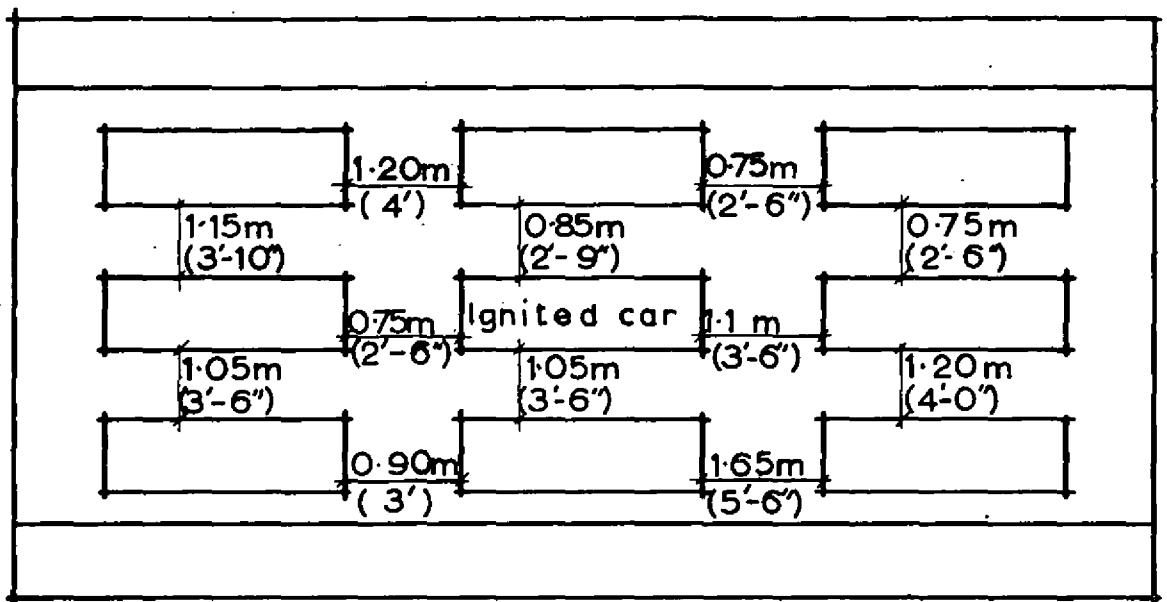 1·20m
(4')
0·75m
(2'-6")
1·15m
(3'-10")
0·85m
(2'-9")
0·75m
(2'-6")
0·75m
(2'-6")
Ignited car
1·1 m
(3'-6")
1·05m
(3'-6")
1·05m
(3'-6")
1·20m
(4'-0")
0·90m
(3')
1·65m
(5'-6")